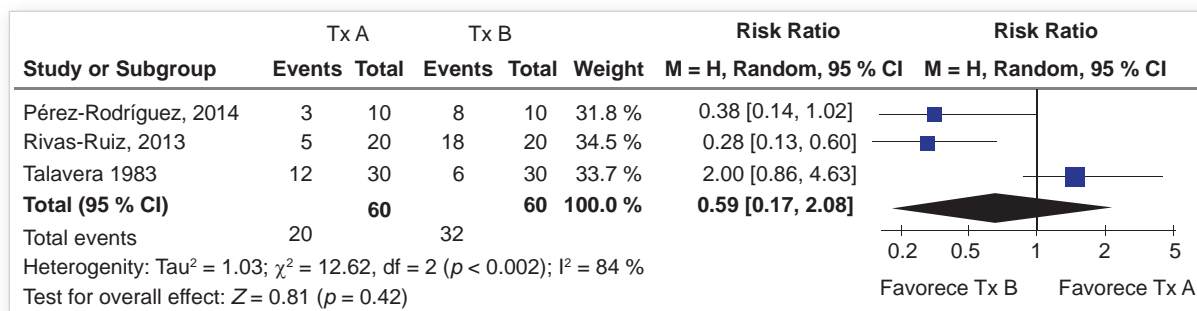 Tx A Tx B Risk Ratio Risk Ratio
Study or Subgroup Events Total Events Total Weight M = H, Random, 95 % CI M = H, Random, 95 % CI
Pérez-Rodríguez, 2014 3 10 8 10 31.8 % 0.38 [0.14, 1.02]
Rivas-Ruiz, 2013 5 20 18 20 34.5 % 0.28 [0.13, 0.60]
Talavera 1983 12 30 6 30 33.7 % 2.00 [0.86, 4.63]
Total (95 % CI) 60 60 100.0 % 0.59 [0.17, 2.08]
Total events 20 32
Heterogenity: Tau² = 1.03; χ² = 12.62, df = 2 (p < 0.002); I² = 84 %
Test for overall effect: Z = 0.81 (p = 0.42)
0.2 0.5 1 2 5
Favorece Tx B Favorece Tx A